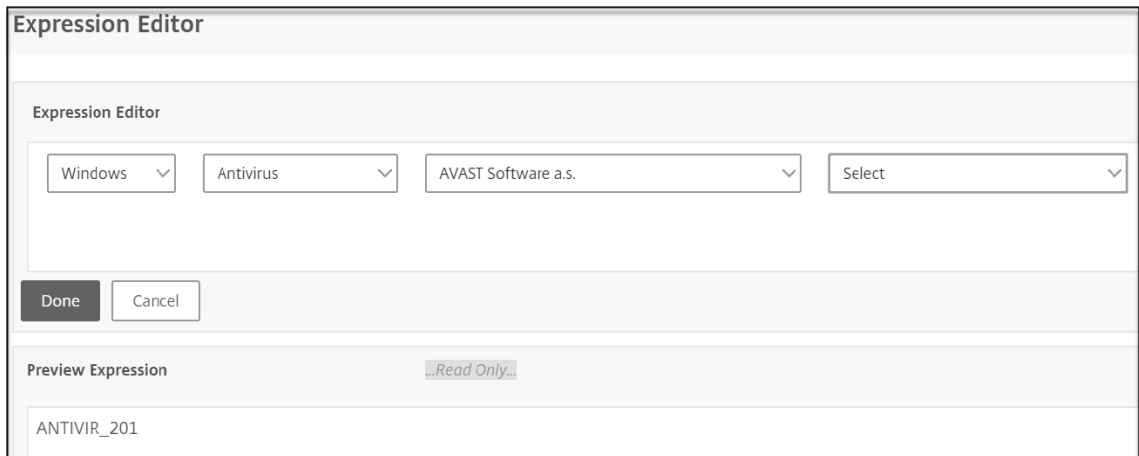 Expression Editor
Expression Editor
Windows Antivirus AVAST Software a.s. Select
Done Cancel
Preview Expression ...Read Only...
ANTIVIR_201